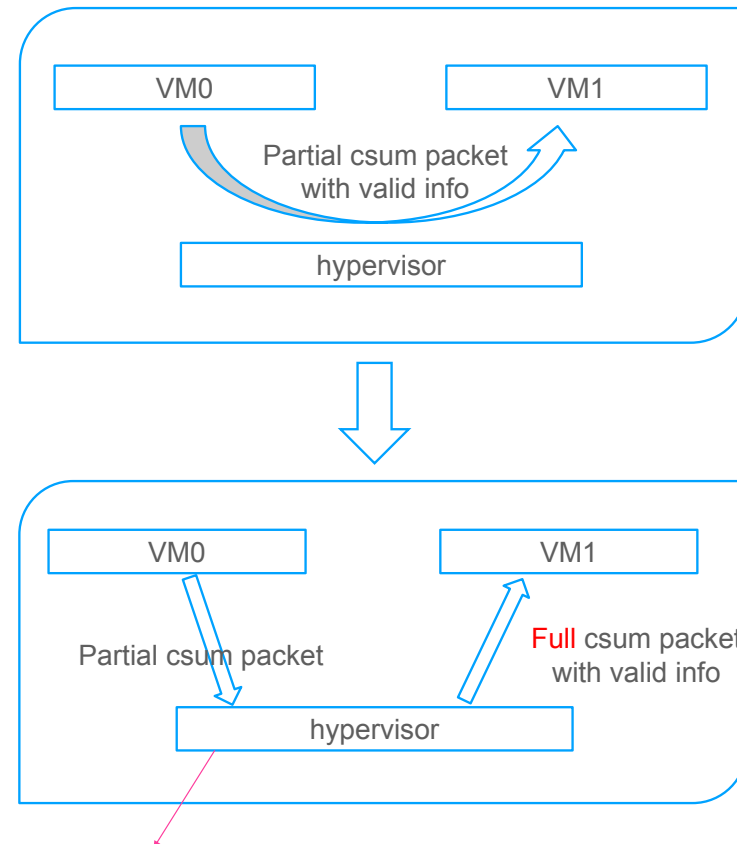 VM0
VM1
Partial csum packet
with valid info
hypervisor
VM0
VM1
Partial csum packet
Full csum packet
with valid info
hypervisor